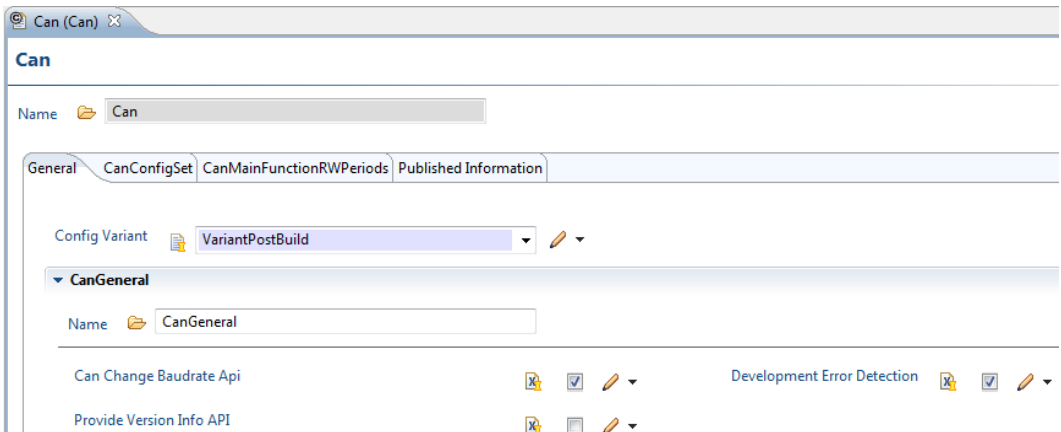 Can (Can)
Can
Name Can
General CanConfigSet CanMainFunctionRWPeriods Published Information
Config Variant VariantPostBuild
CanGeneral
Name CanGeneral
Can Change Baudrate Api Development Error Detection
Provide Version Info API